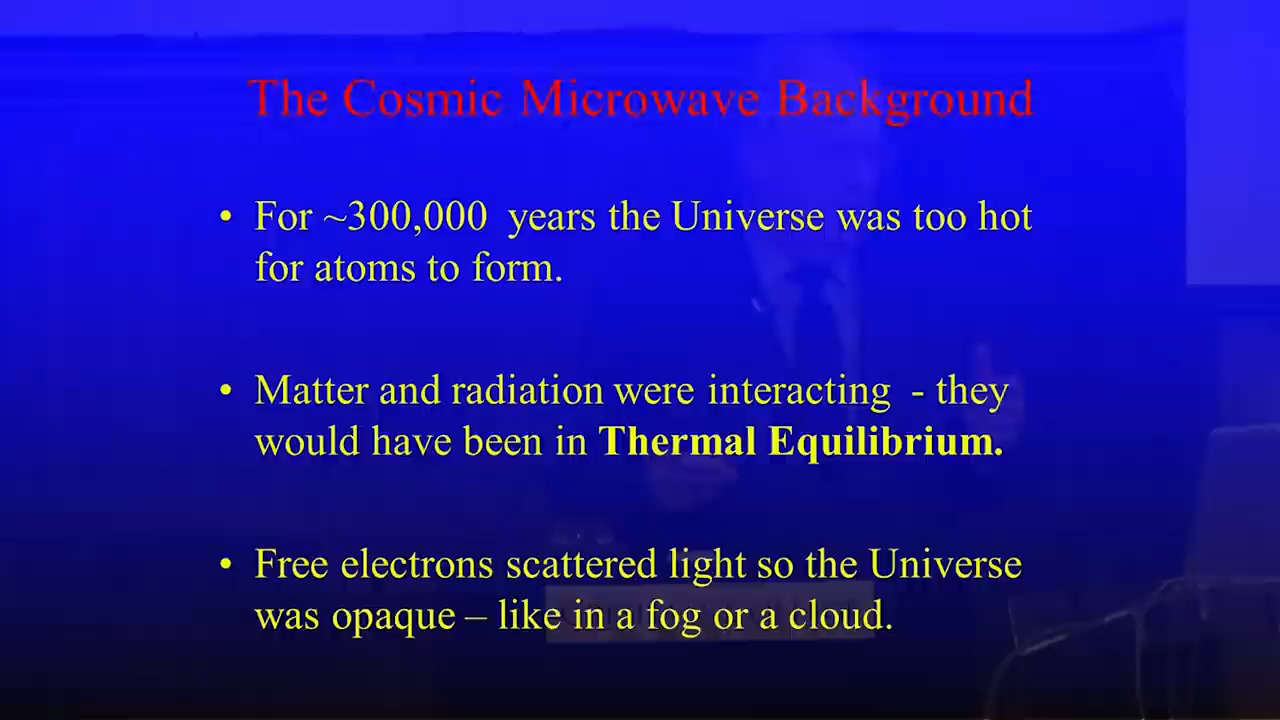 The Cosmic Microwave Background
• For ~300,000 years the Universe was too hot
for atoms to form.
• Matter and radiation were interacting - they
would have been in Thermal Equilibrium.
• Free electrons scattered light so the Universe
was opaque – like in a fog or a cloud.